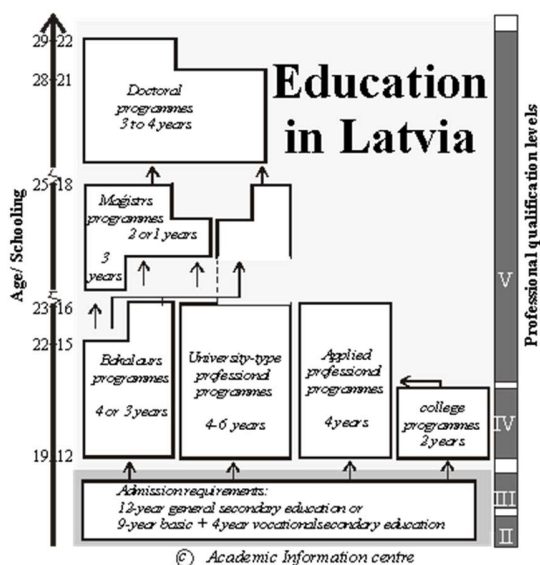 Education
in Latvia
Age/ Schooling
29 22
28 21
25 18
23 16
22 15
19 12
Doctoral
programmes
3 to 4 years
Maģistrs
programmes
2 or 1 years
3
years
Bakalaurs
programmes
4 or 3 years
University-type
professional
programmes
4-6 years
Applied
professional
programmes
4 years
college
programmes
2 years
Admission requirements:
12-year general secondary education or
9-year basic + 4 year vocational secondary education
Professional qualification levels
V
IV
III
II
© Academic Information centre